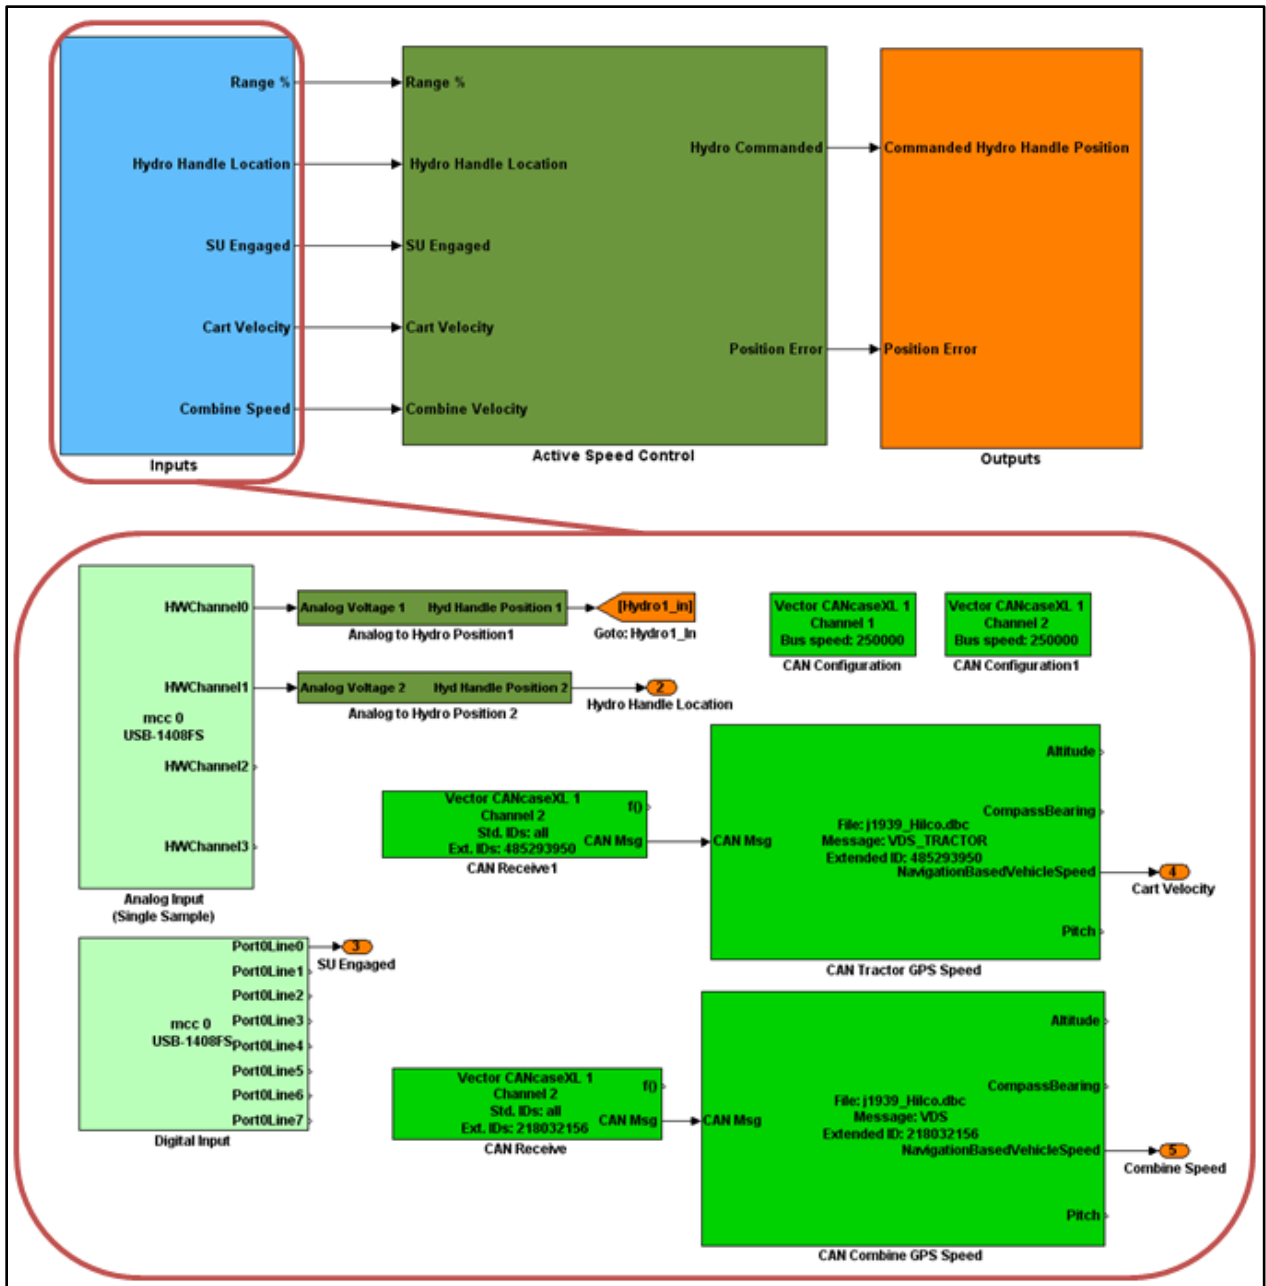 Range %
Range %
Hydro Handle Location
Hydro Handle Location
Hydro Commanded
Commanded Hydro Handle Position
SU Engaged
SU Engaged
Cart Velocity
Cart Velocity
Position Error
Position Error
Combine Speed
Combine Velocity
Inputs
Active Speed Control
Outputs
HWChannel0
HWChannel1
mcc 0
USB-1408FS
HWChannel2
HWChannel3
Analog Input
(Single Sample)
Analog Voltage 1
Hyd Handle Position 1
Analog to Hydro Position1
[Hydro1_in]
Goto: Hydro1_In
Analog Voltage 2
Hyd Handle Position 2
Analog to Hydro Position 2
2
Hydro Handle Location
Vector CANcaseXL 1
Channel 1
Bus speed: 250000
CAN Configuration
Vector CANcaseXL 1
Channel 2
Bus speed: 250000
CAN Configuration1
Vector CANcaseXL 1
Channel 2
Std. IDs: all
Ext. IDs: 485293950
f()
CAN Msg
CAN Receive1
CAN Msg
File: j1939_Hilco.dbc
Message: VDS_TRACTOR
Extended ID: 485293950
Altitude
CompassBearing
NavigationBasedVehicleSpeed
Pitch
CAN Tractor GPS Speed
4
Cart Velocity
Port0Line0
Port0Line1
Port0Line2
Port0Line3
Port0Line4
Port0Line5
Port0Line6
Port0Line7
mcc 0
USB-1408FS
Digital Input
3
SU Engaged
Vector CANcaseXL 1
Channel 2
Std. IDs: all
Ext. IDs: 218032156
f()
CAN Msg
CAN Receive
CAN Msg
File: j1939_Hilco.dbc
Message: VDS
Extended ID: 218032156
Altitude
CompassBearing
NavigationBasedVehicleSpeed
Pitch
CAN Combine GPS Speed
5
Combine Speed